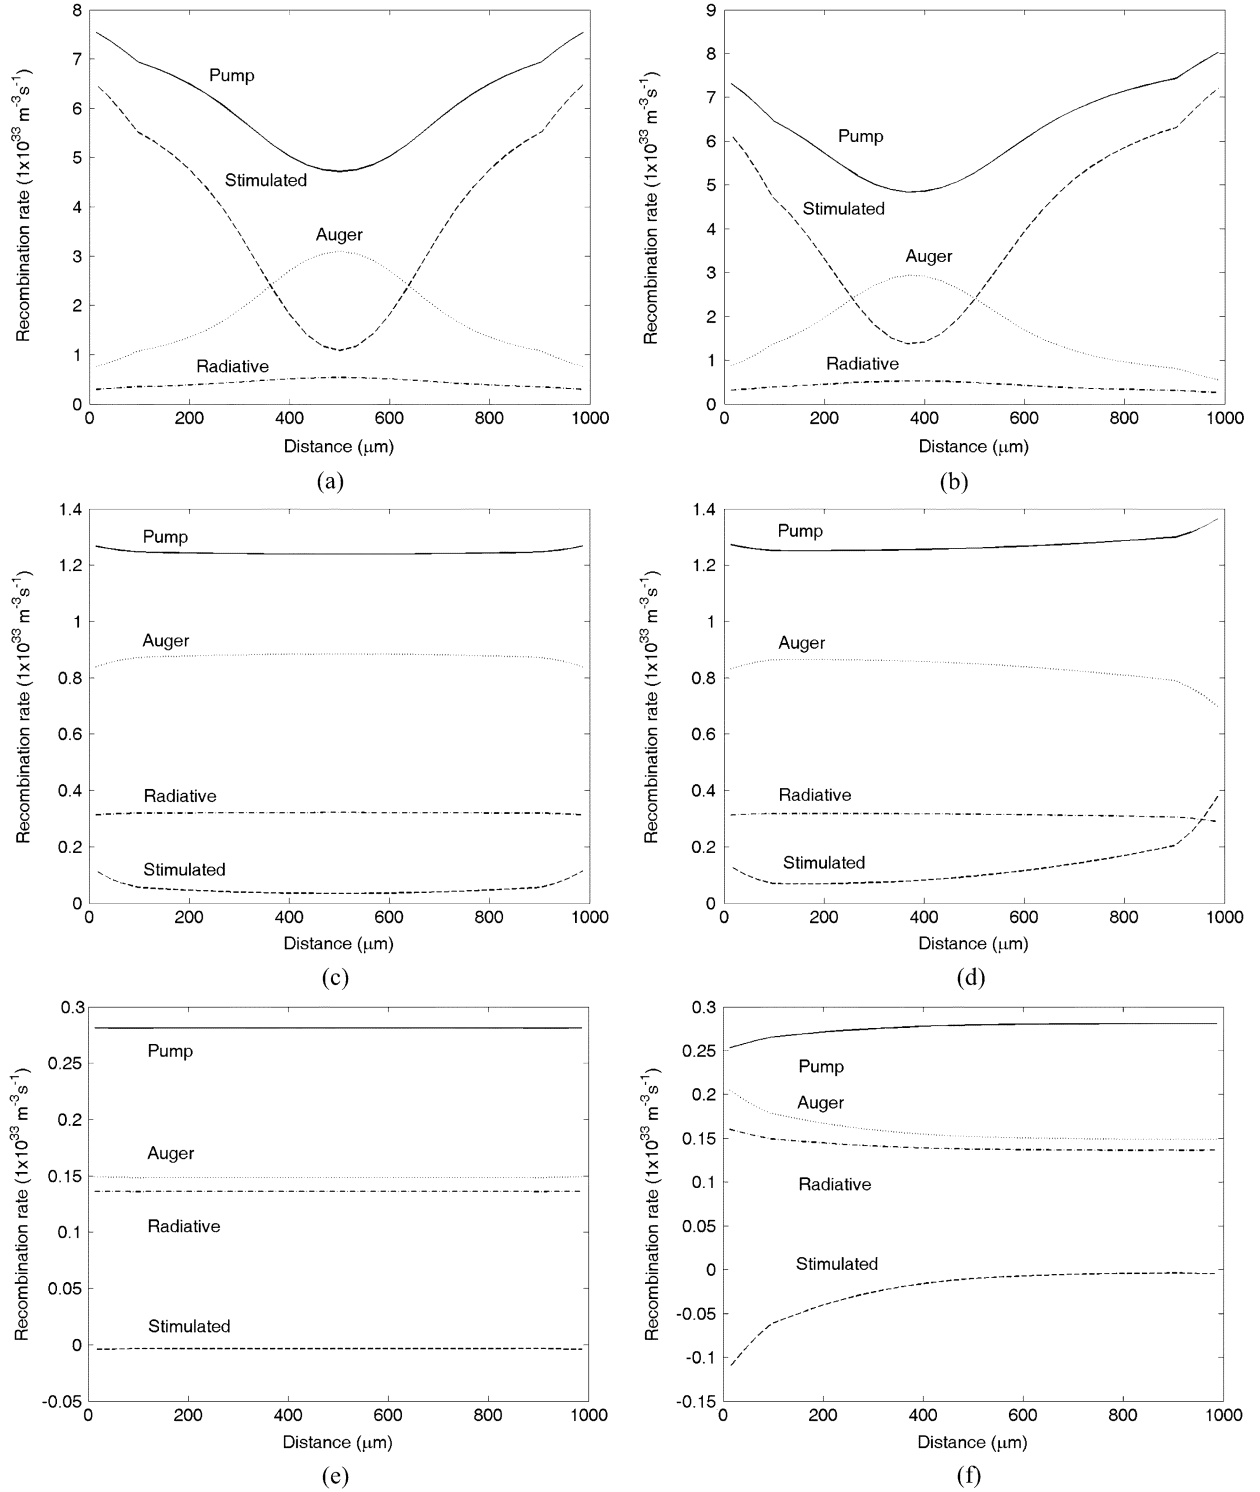 8
7
6
5
4
3
2
1
0
Recombination rate (1x10^33 m^-3s^-1)
Pump
Stimulated
Auger
Radiative
0 200 400 600 800 1000
Distance (μm)
(a)
9
8
7
6
5
4
3
2
1
0
Recombination rate (1x10^33 m^-3s^-1)
Pump
Stimulated
Auger
Radiative
0 200 400 600 800 1000
Distance (μm)
(b)
1.4
1.2
1
0.8
0.6
0.4
0.2
0
Recombination rate (1x10^33 m^-3s^-1)
Pump
Auger
Radiative
Stimulated
0 200 400 600 800 1000
Distance (μm)
(c)
1.4
1.2
1
0.8
0.6
0.4
0.2
0
Recombination rate (1x10^33 m^-3s^-1)
Pump
Auger
Radiative
Stimulated
0 200 400 600 800 1000
Distance (μm)
(d)
0.3
0.25
0.2
0.15
0.1
0.05
0
-0.05
Recombination rate (1x10^33 m^-3s^-1)
Pump
Auger
Radiative
Stimulated
0 200 400 600 800 1000
Distance (μm)
(e)
0.3
0.25
0.2
0.15
0.1
0.05
0
-0.05
-0.1
-0.15
Recombination rate (1x10^33 m^-3s^-1)
Pump
Auger
Radiative
Stimulated
0 200 400 600 800 1000
Distance (μm)
(f)